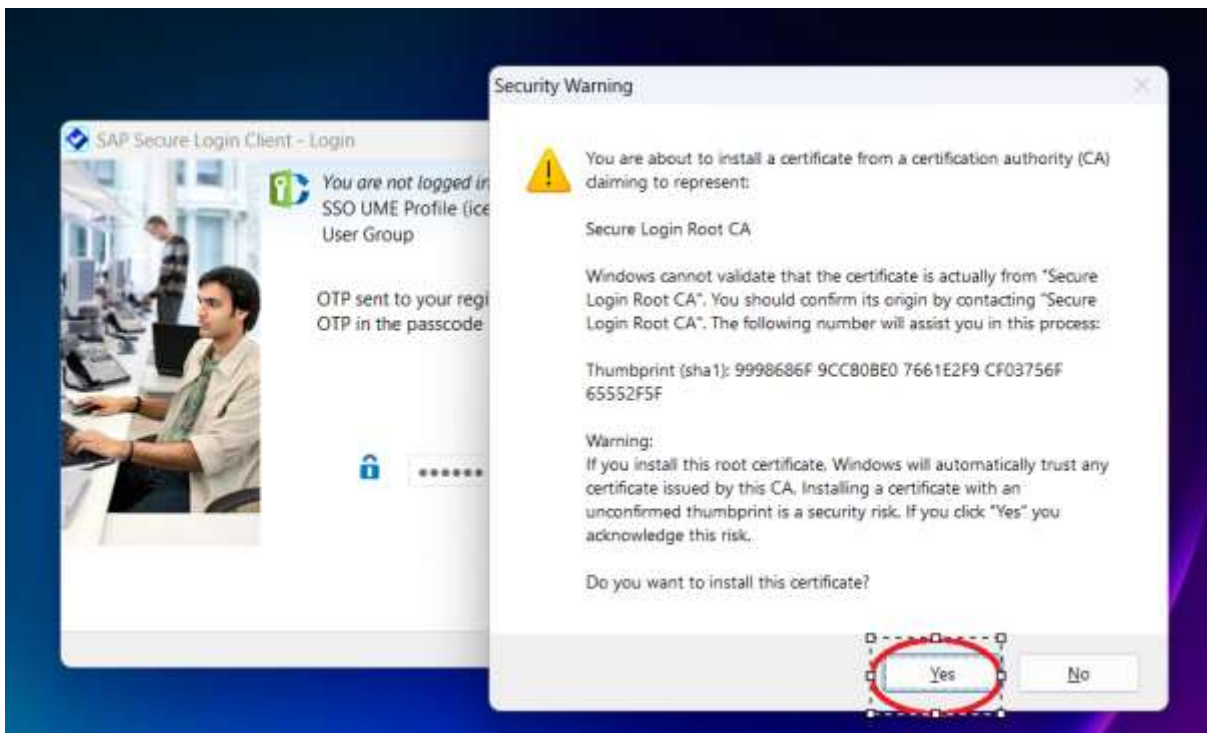 Security Warning
SAP Secure Login Client - Login
You are not logged in
SSO UME Profile (ice
User Group
OTP sent to your regi
OTP in the passcode
You are about to install a certificate from a certification authority (CA)
claiming to represent:
Secure Login Root CA
Windows cannot validate that the certificate is actually from "Secure
Login Root CA". You should confirm its origin by contacting "Secure
Login Root CA". The following number will assist you in this process:
Thumbprint (sha1): 9998686F 9CCB0BE0 7661E2F9 CF03756F
65552F5F
Warning:
If you install this root certificate, Windows will automatically trust any
certificate issued by this CA. Installing a certificate with an
unconfirmed thumbprint is a security risk. If you click "Yes" you
acknowledge this risk.
Do you want to install this certificate?
Yes
No